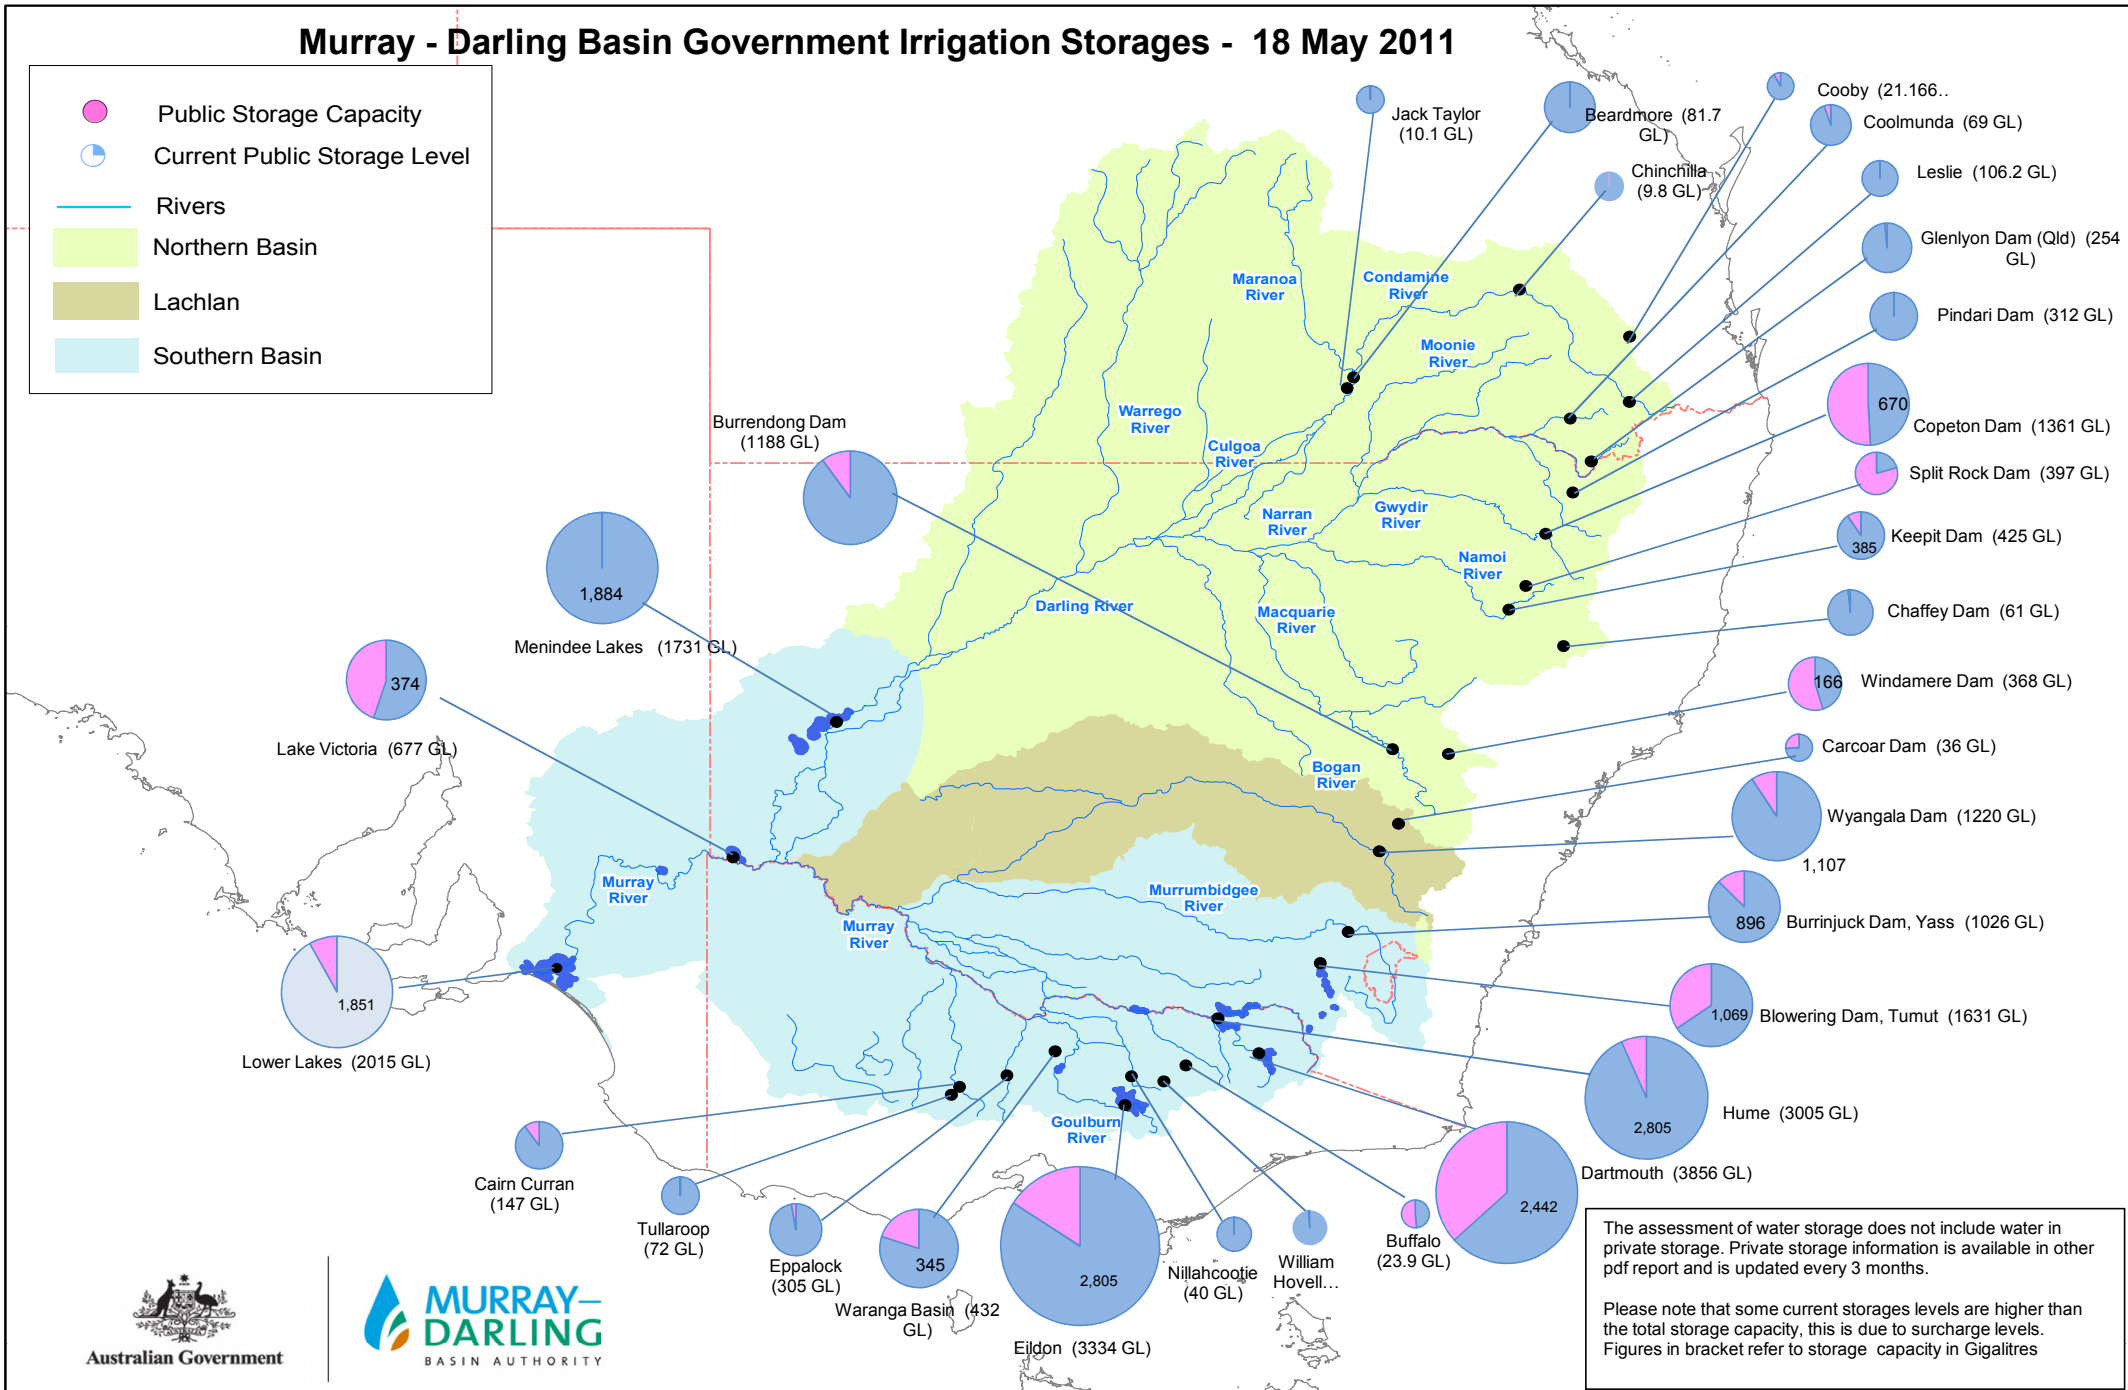 Murray - Darling Basin Government Irrigation Storages - 18 May 2011
Public Storage Capacity
Current Public Storage Level
Rivers
Northern Basin
Lachlan
Southern Basin
Jack Taylor
(10.1 GL)
Beardmore (81.7
GL)
Cooby (21.166..
Coolmunda (69 GL)
Chinchilla
(9.8 GL)
Leslie (106.2 GL)
Glenlyon Dam (Qld) (254
GL)
Pindari Dam (312 GL)
670
Copeton Dam (1361 GL)
Split Rock Dam (397 GL)
385
Keepit Dam (425 GL)
Chaffey Dam (61 GL)
166
Windamere Dam (368 GL)
Carcoar Dam (36 GL)
Wyangala Dam (1220 GL)
1,107
896
Burrinjuck Dam, Yass (1026 GL)
1,069
Blowering Dam, Tumut (1631 GL)
2,805
Hume (3005 GL)
2,442
Dartmouth (3856 GL)
Burrendong Dam
(1188 GL)
1,884
Menindee Lakes (1731 GL)
374
Lake Victoria (677 GL)
1,851
Lower Lakes (2015 GL)
Cairn Curran
(147 GL)
Tullaroop
(72 GL)
Eppalock
(305 GL)
345
Waranga Basin (432
GL)
2,805
Eildon (3334 GL)
Nillahcootie
(40 GL)
William
Hovell...
Buffalo
(23.9 GL)
Maranoa
River
Condamine
River
Moonie
River
Warrego
River
Culgoa
River
Narran
River
Gwydir
River
Namoi
River
Darling River
Macquarie
River
Bogan
River
Murray
River
Murrumbidgee
River
Murray
River
Goulburn
River
The assessment of water storage does not include water in
private storage. Private storage information is available in other
pdf report and is updated every 3 months.
Please note that some current storages levels are higher than
the total storage capacity, this is due to surcharge levels.
Figures in bracket refer to storage capacity in Gigalitres
Australian Government
MURRAY–
DARLING
BASIN AUTHORITY